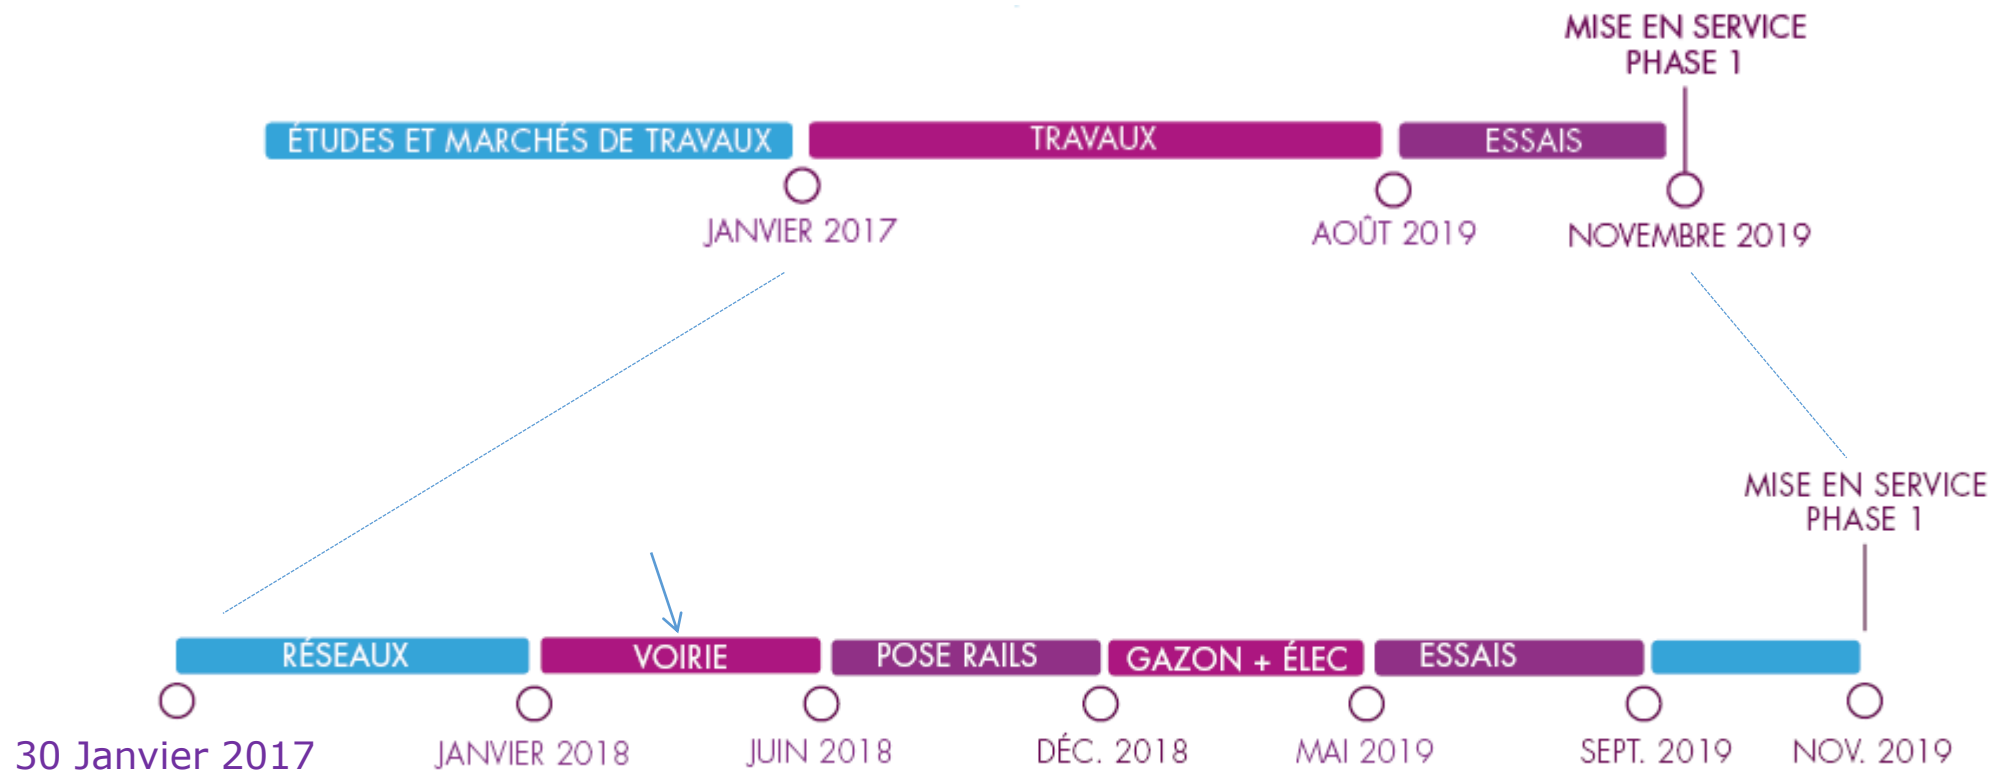 MISE EN SERVICE
PHASE 1
ÉTUDES ET MARCHÉS DE TRAVAUX
TRAVAUX
ESSAIS
JANVIER 2017
AOÛT 2019
NOVEMBRE 2019
MISE EN SERVICE
PHASE 1
RÉSEAUX
VOIRIE
POSE RAILS
GAZON + ÉLEC
ESSAIS
30 Janvier 2017
JANVIER 2018
JUIN 2018
DÉC. 2018
MAI 2019
SEPT. 2019
NOV. 2019